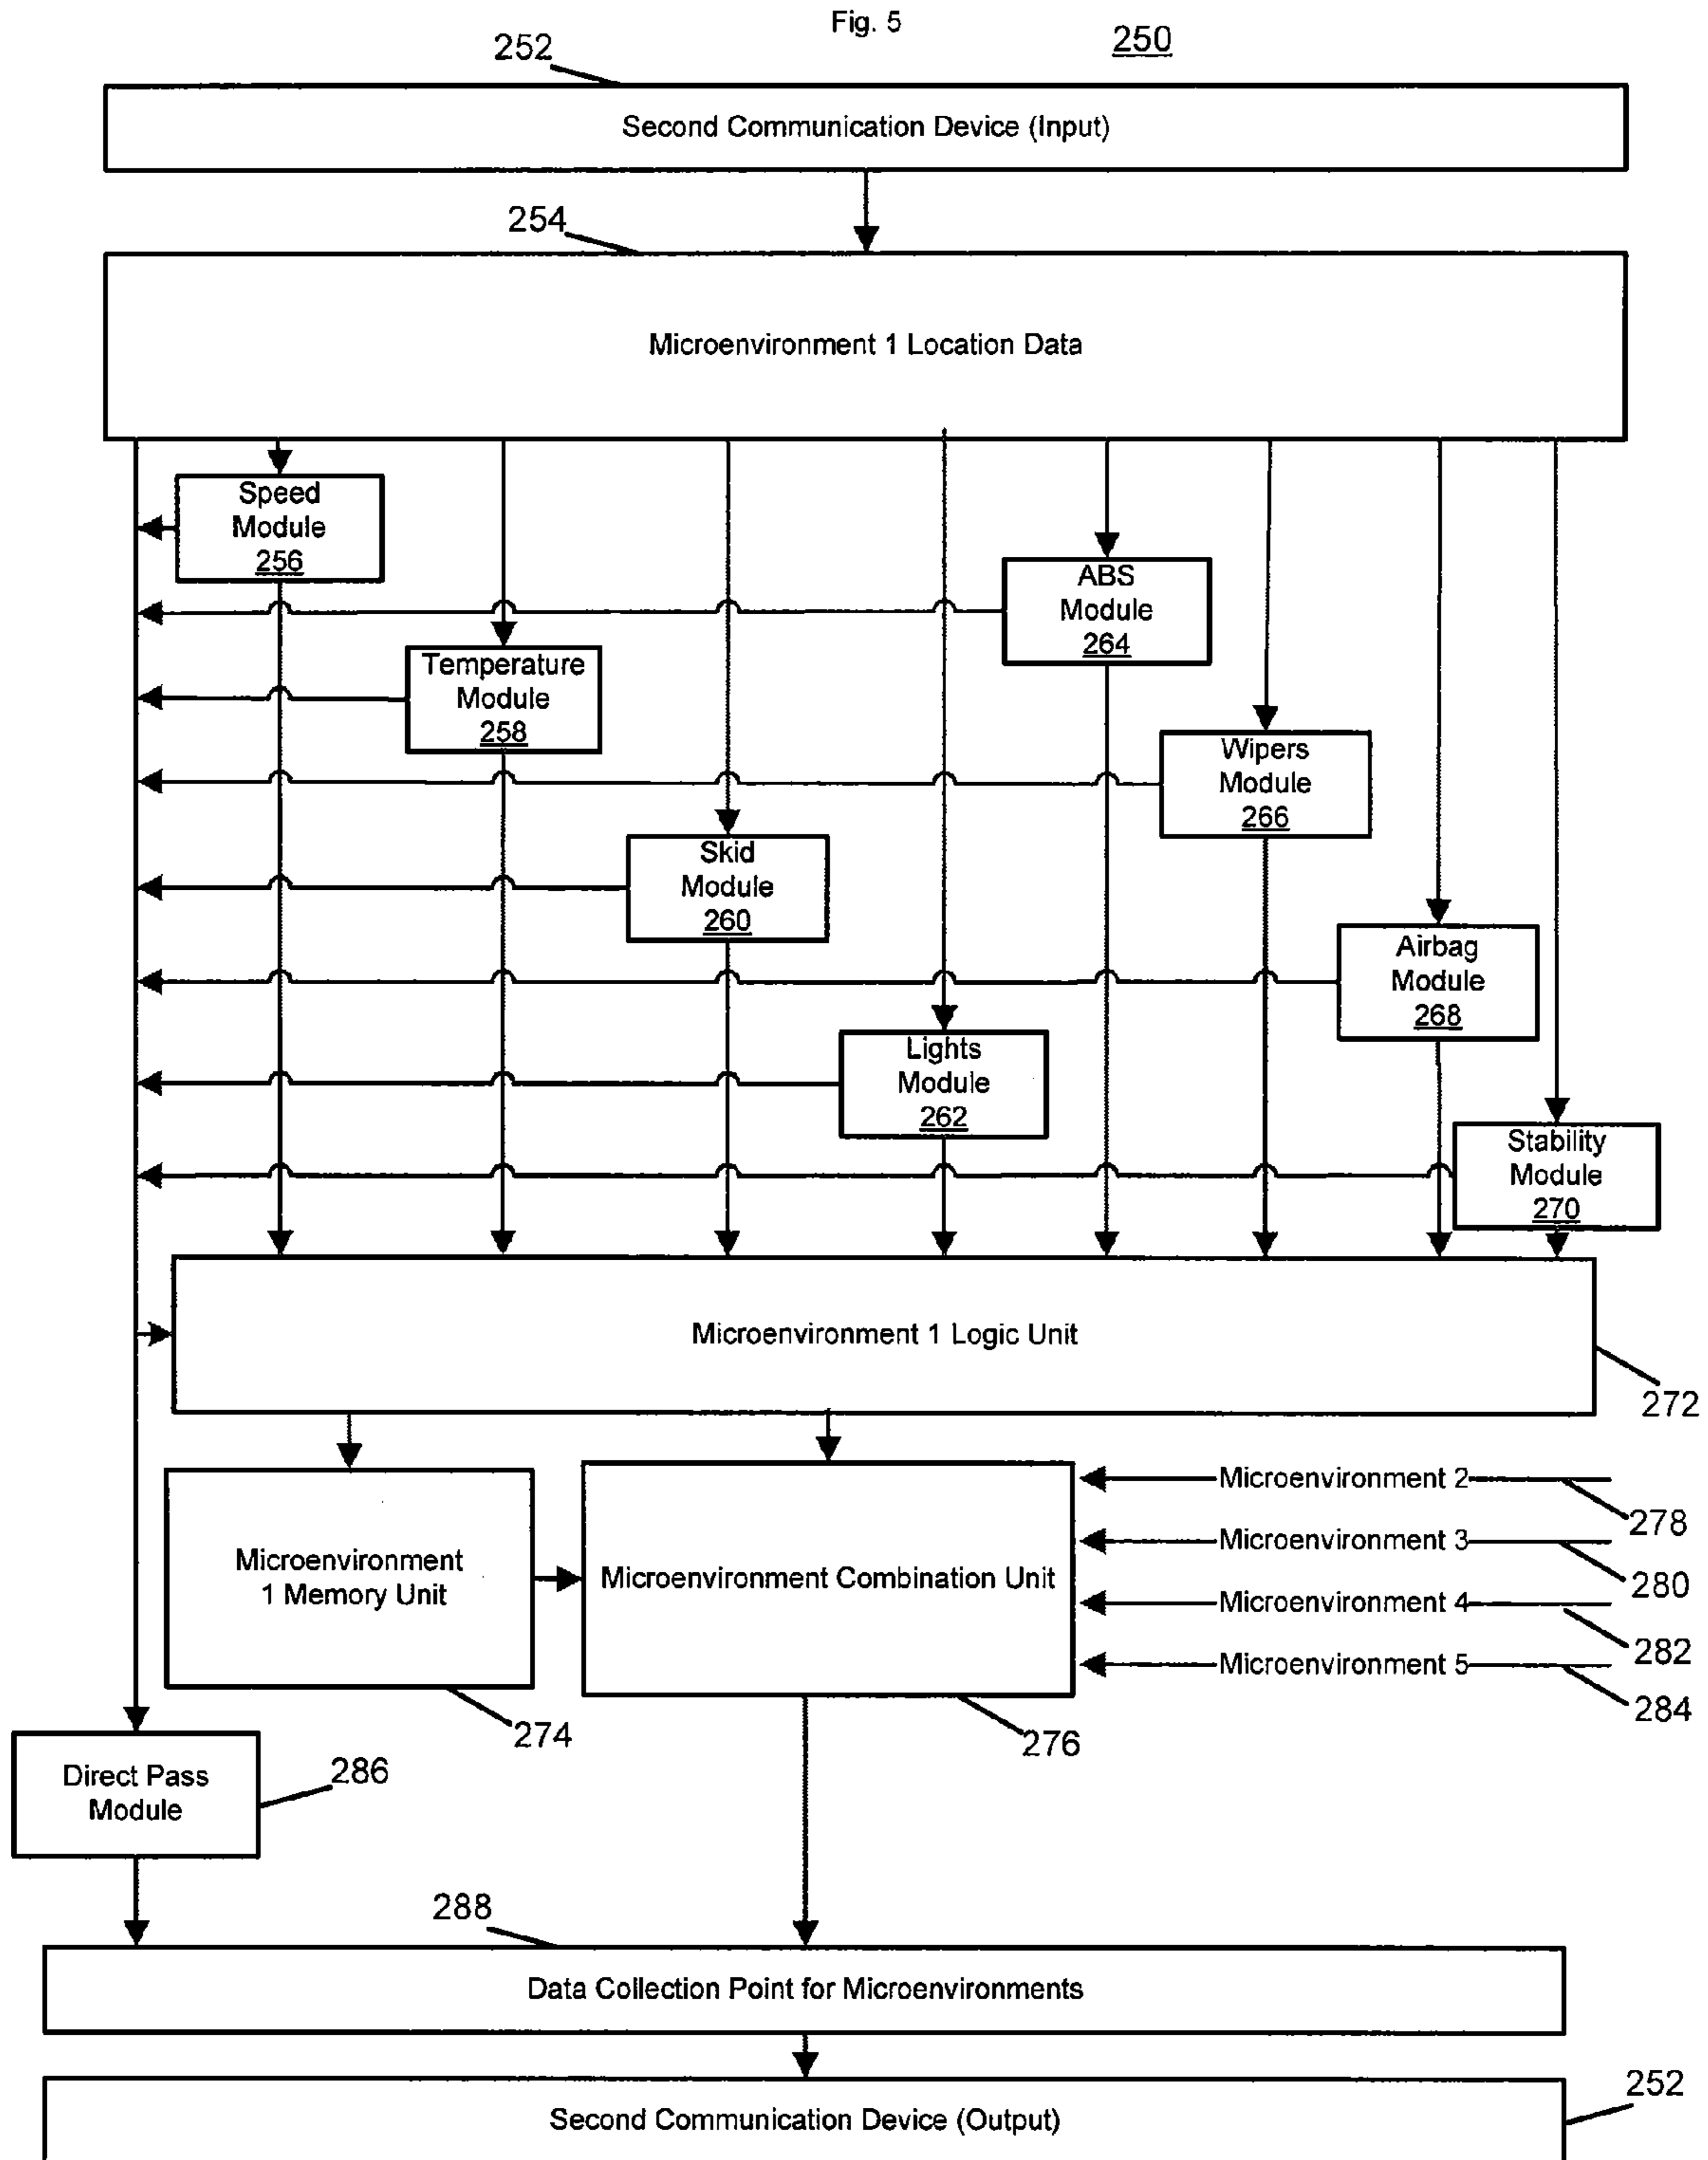 Fig. 5
250
252
Second Communication Device (Input)
254
Microenvironment 1 Location Data
Speed
Module
256
ABS
Module
264
Temperature
Module
258
Wipers
Module
266
Skid
Module
260
Airbag
Module
268
Lights
Module
262
Stability
Module
270
Microenvironment 1 Logic Unit
272
Microenvironment
1 Memory Unit
274
Microenvironment Combination Unit
276
Microenvironment 2
278
Microenvironment 3
280
Microenvironment 4
282
Microenvironment 5
284
Direct Pass
Module
286
288
Data Collection Point for Microenvironments
252
Second Communication Device (Output)